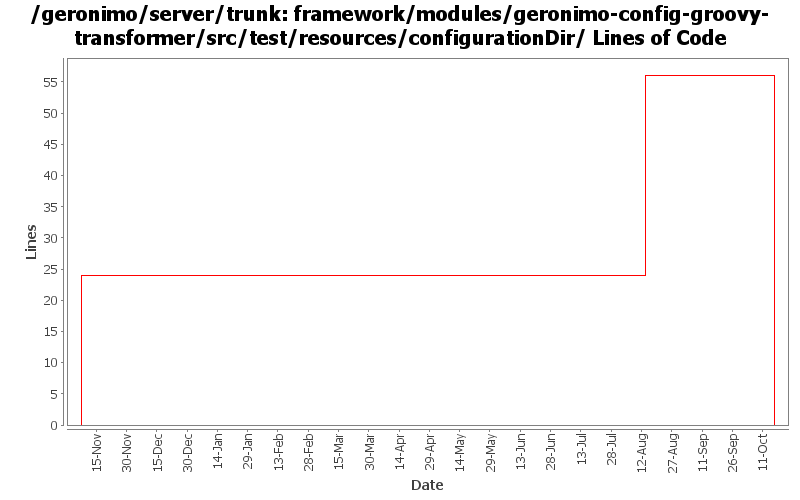 /geronimo/server/trunk: framework/modules/geronimo-config-groovy-
transformer/src/test/resources/configurationDir/ Lines of Code
Lines
55
50
45
40
35
30
25
20
15
10
5
0
15-Nov
30-Nov
15-Dec
30-Dec
14-Jan
29-Jan
13-Feb
28-Feb
15-Mar
30-Mar
14-Apr
29-Apr
14-May
29-May
13-Jun
28-Jun
13-Jul
28-Jul
12-Aug
27-Aug
11-Sep
26-Sep
11-Oct
Date